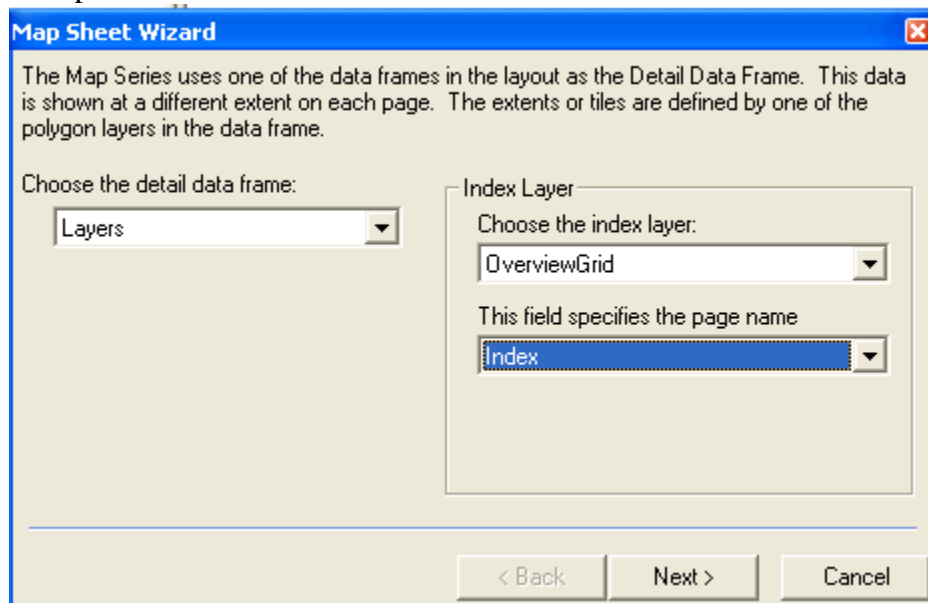 Map Sheet Wizard
The Map Series uses one of the data frames in the layout as the Detail Data Frame.  This data
is shown at a different extent on each page.  The extents or tiles are defined by one of the
polygon layers in the data frame.
Choose the detail data frame:
Layers
Index Layer
Choose the index layer:
OverviewGrid
This field specifies the page name
Index
< Back
Next >
Cancel